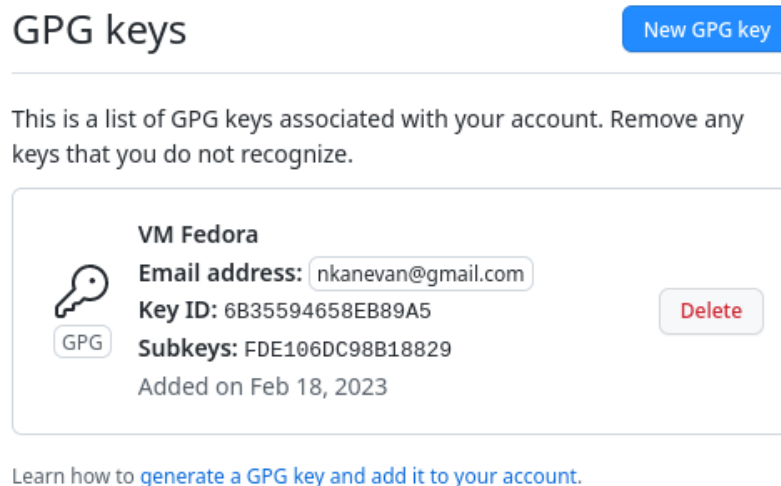 GPG keys
New GPG key
This is a list of GPG keys associated with your account. Remove any
keys that you do not recognize.
VM Fedora
Email address: nkanevan@gmail.com
Key ID: 6B35594658EB89A5
GPG
Subkeys: FDE106DC98B18829
Added on Feb 18, 2023
Delete
Learn how to generate a GPG key and add it to your account.